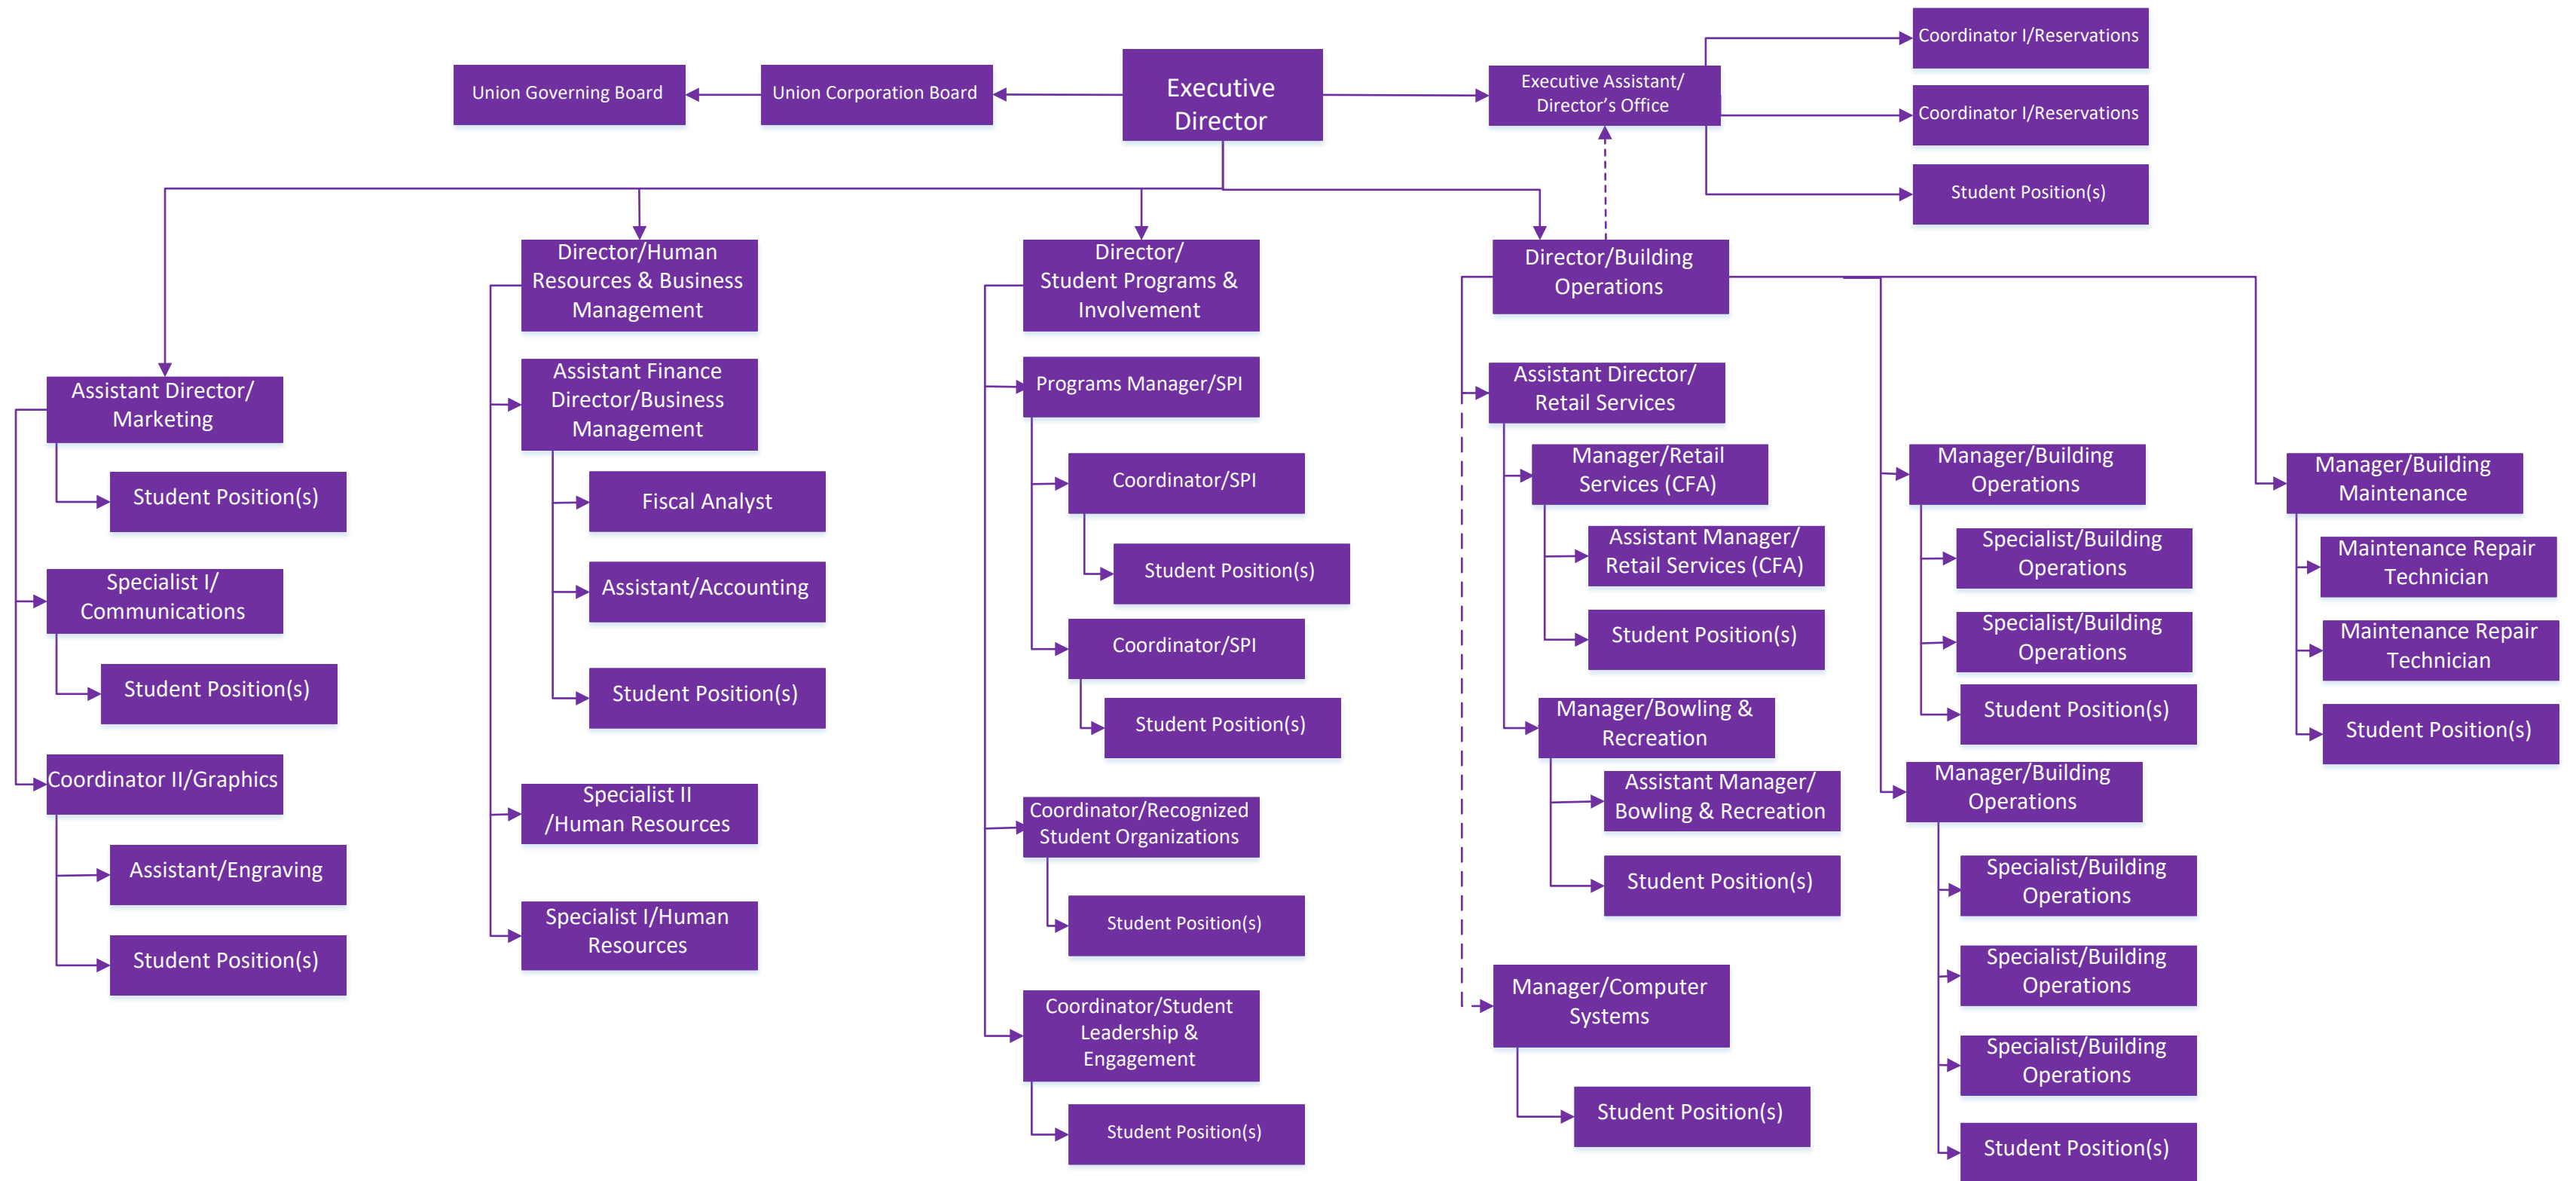 Union Governing Board
Union Corporation Board
Executive
Director
Executive Assistant/
Director’s Office
Coordinator I/Reservations
Coordinator I/Reservations
Student Position(s)
Assistant Director/
Marketing
Student Position(s)
Specialist I/
Communications
Student Position(s)
Coordinator II/Graphics
Assistant/Engraving
Student Position(s)
Director/Human
Resources & Business
Management
Assistant Finance
Director/Business
Management
Fiscal Analyst
Assistant/Accounting
Student Position(s)
Specialist II
/Human Resources
Specialist I/Human
Resources
Director/
Student Programs &
Involvement
Programs Manager/SPI
Coordinator/SPI
Student Position(s)
Coordinator/SPI
Student Position(s)
Coordinator/Recognized
Student Organizations
Student Position(s)
Coordinator/Student
Leadership &
Engagement
Student Position(s)
Director/Building
Operations
Assistant Director/
Retail Services
Manager/Retail
Services (CFA)
Assistant Manager/
Retail Services (CFA)
Student Position(s)
Manager/Bowling &
Recreation
Assistant Manager/
Bowling & Recreation
Student Position(s)
Manager/Computer
Systems
Student Position(s)
Manager/Building
Operations
Specialist/Building
Operations
Specialist/Building
Operations
Student Position(s)
Manager/Building
Operations
Specialist/Building
Operations
Specialist/Building
Operations
Specialist/Building
Operations
Student Position(s)
Manager/Building
Maintenance
Maintenance Repair
Technician
Maintenance Repair
Technician
Student Position(s)